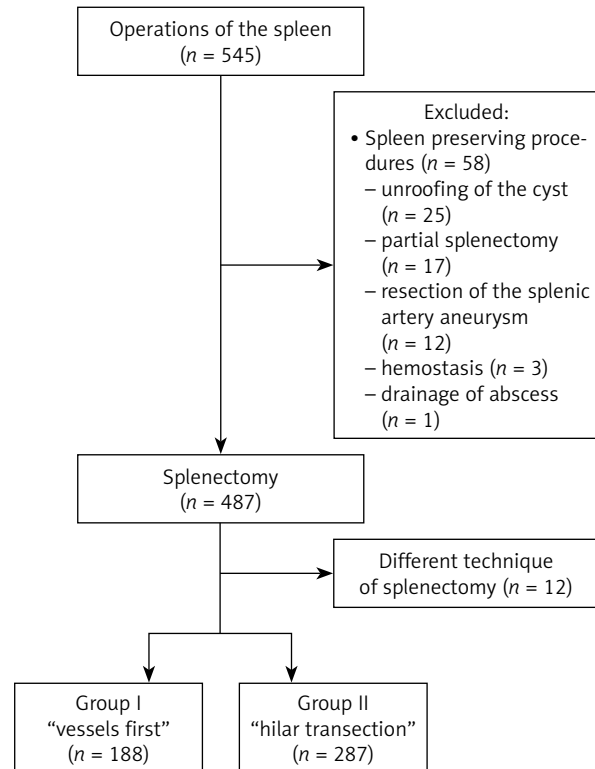 Operations of the spleen
(n = 545)
Excluded:
• Spleen preserving proce-
dures (n = 58)
– unroofing of the cyst
(n = 25)
– partial splenectomy
(n = 17)
– resection of the splenic
artery aneurysm
(n = 12)
– hemostasis (n = 3)
– drainage of abscess
(n = 1)
Splenectomy
(n = 487)
Different technique
of splenectomy (n = 12)
Group I
"vessels first"
(n = 188)
Group II
"hilar transection"
(n = 287)